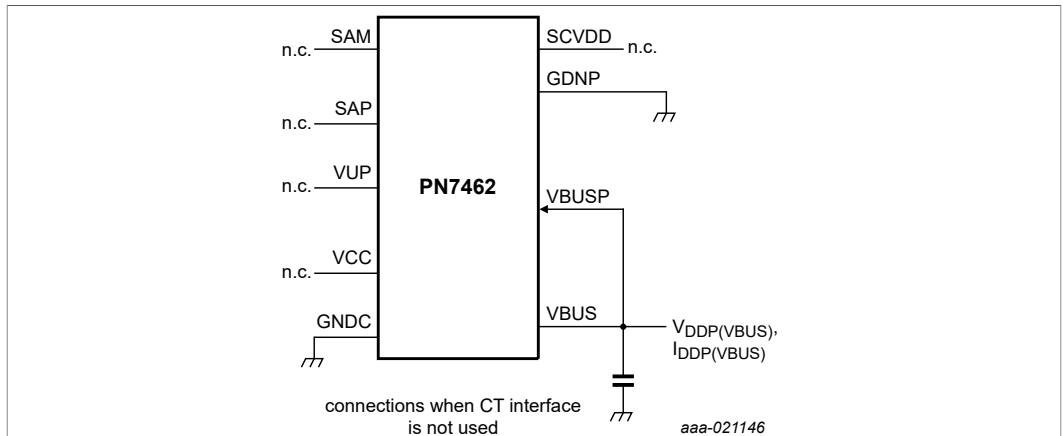 SAM
n.c.
SCVDD
n.c.
GDNP
SAP
n.c.
VUP
n.c.
PN7462
VBUSP
VCC
n.c.
GNDC
VBUS
VDDP(VBUS),
IDDP(VBUS)
connections when CT interface
is not used
aaa-021146